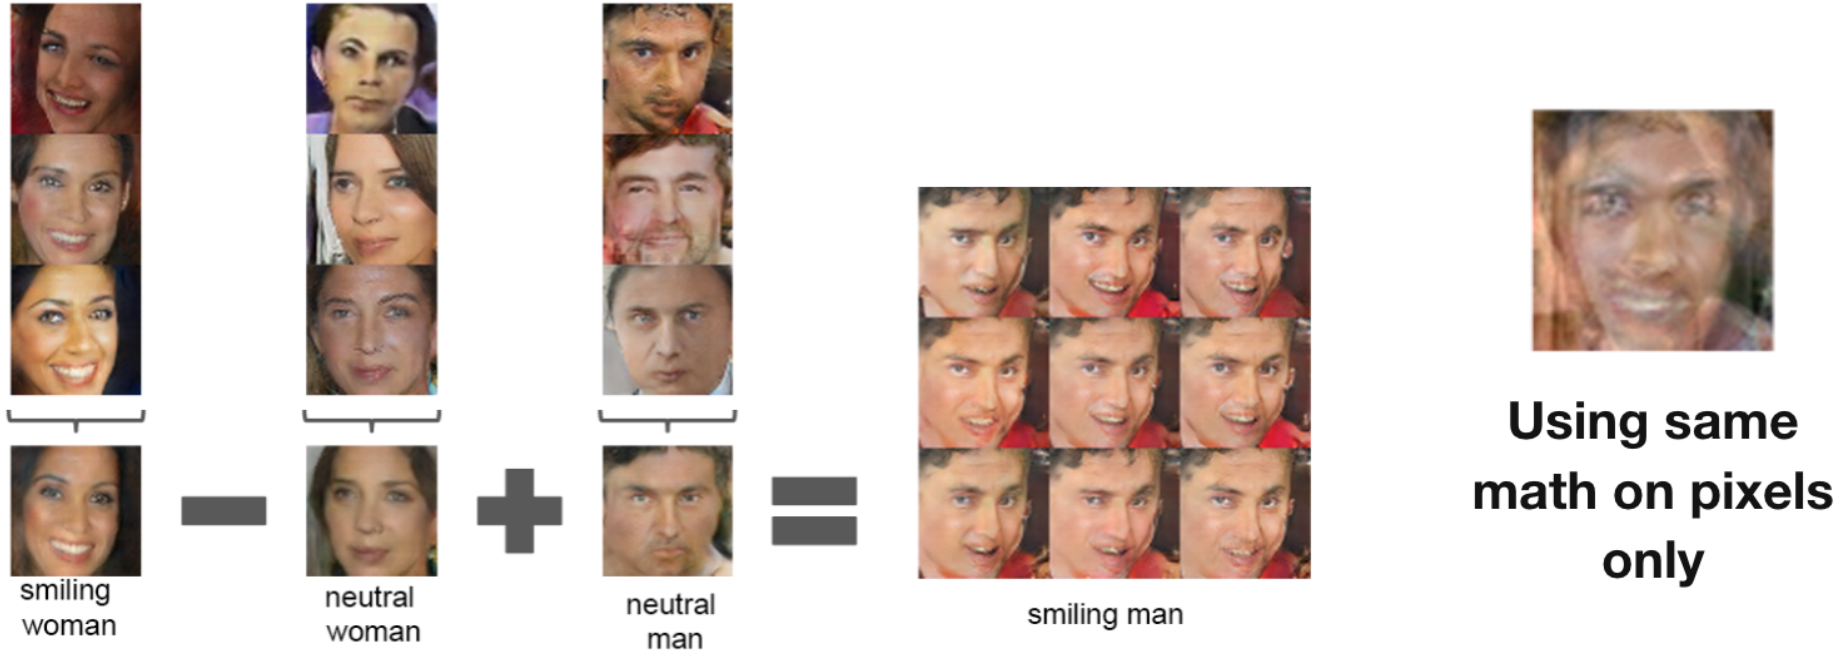 smiling
woman
neutral
woman
neutral
man
smiling man
Using same
math on pixels
only